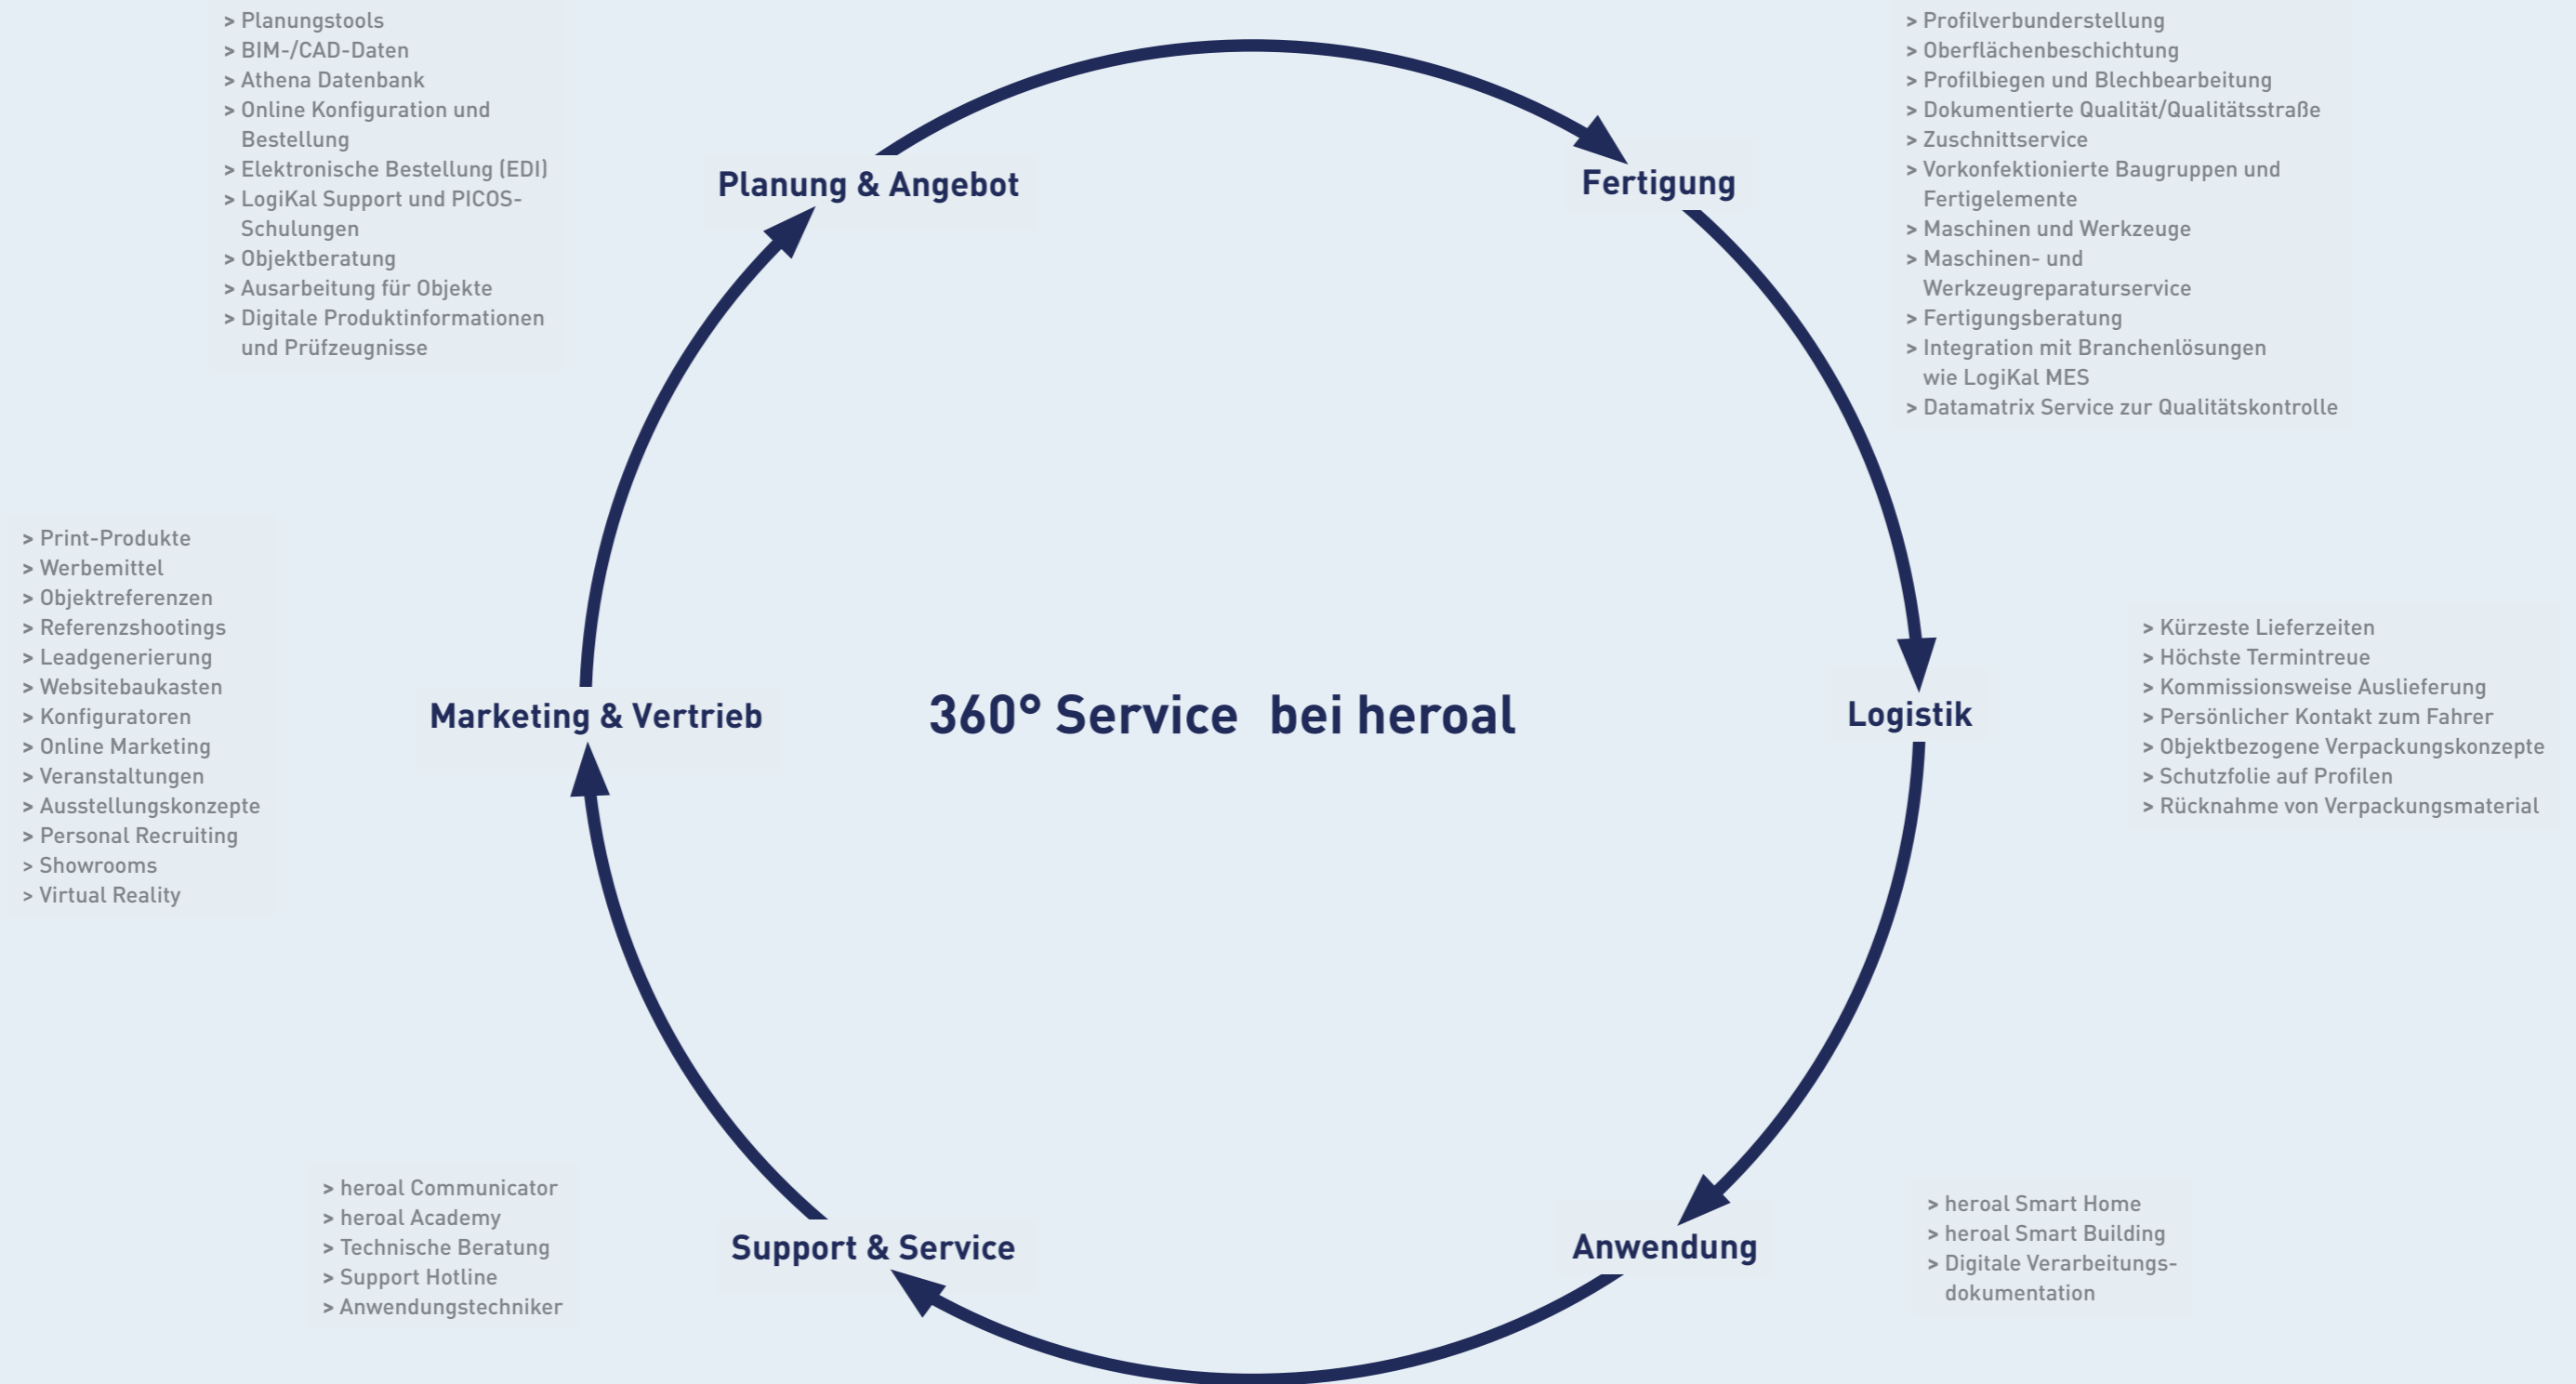 > Planungstools
> BIM-/CAD-Daten
> Athena Datenbank
> Online Konfiguration und
Bestellung
> Elektronische Bestellung (EDI)
> LogiKal Support und PICOS-
Schulungen
> Objektberatung
> Ausarbeitung für Objekte
> Digitale Produktinformationen
und Prüfzeugnisse
Planung & Angebot
Fertigung
> Profilverbunderstellung
> Oberflächenbeschichtung
> Profilbiegen und Blechbearbeitung
> Dokumentierte Qualität/Qualitätsstraße
> Zuschnittservice
> Vorkonfektionierte Baugruppen und
Fertigelemente
> Maschinen und Werkzeuge
> Maschinen- und
Werkzeugreparaturservice
> Fertigungsberatung
> Integration mit Branchenlösungen
wie LogiKal MES
> Datamatrix Service zur Qualitätskontrolle
> Print-Produkte
> Werbemittel
> Objektreferenzen
> Referenzshootings
> Leadgenerierung
> Websitebaukasten
> Konfiguratoren
> Online Marketing
> Veranstaltungen
> Ausstellungskonzepte
> Personal Recruiting
> Showrooms
> Virtual Reality
Marketing & Vertrieb
360° Service bei heroal
Logistik
> Kürzeste Lieferzeiten
> Höchste Termintreue
> Kommissionsweise Auslieferung
> Persönlicher Kontakt zum Fahrer
> Objektbezogene Verpackungskonzepte
> Schutzfolie auf Profilen
> Rücknahme von Verpackungsmaterial
> heroal Communicator
> heroal Academy
> Technische Beratung
> Support Hotline
> Anwendungstechniker
Support & Service
Anwendung
> heroal Smart Home
> heroal Smart Building
> Digitale Verarbeitungs-
dokumentation